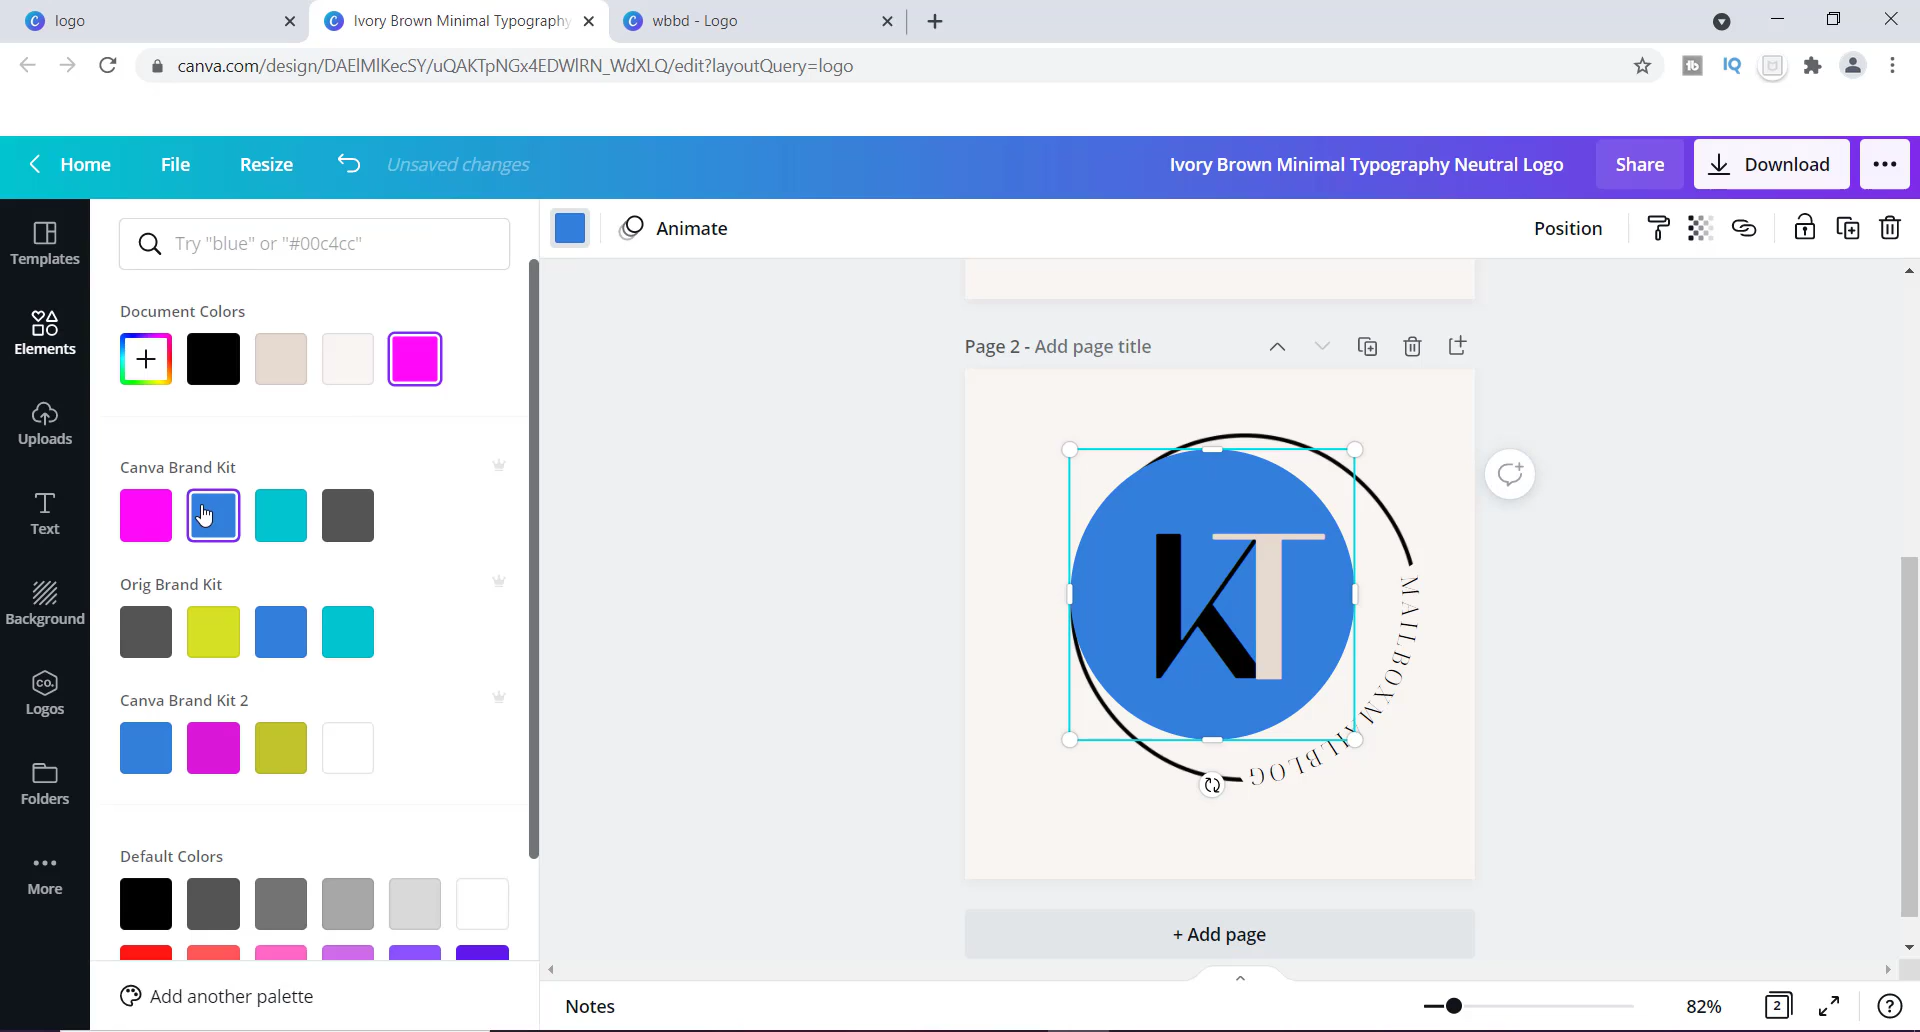 logo
Ivory Brown Minimal Typography
wbbd - Logo
canva.com/design/DAEIMIKecSY/uQAKTpNGx4EDWlRN_WdXLQ/edit?layoutQuery=logo
Home File Resize Unsaved changes Ivory Brown Minimal Typography Neutral Logo Share Download
Templates
Elements
Uploads
Text
Background
CO.
Logos
Folders
More
Try "blue" or "#00c4cc"
Document Colors
Canva Brand Kit
Orig Brand Kit
Canva Brand Kit 2
Default Colors
Add another palette
Animate
Position
Page 2 - Add page title
KT
MAILBOXMAILBLOG
+ Add page
Notes
82%
2